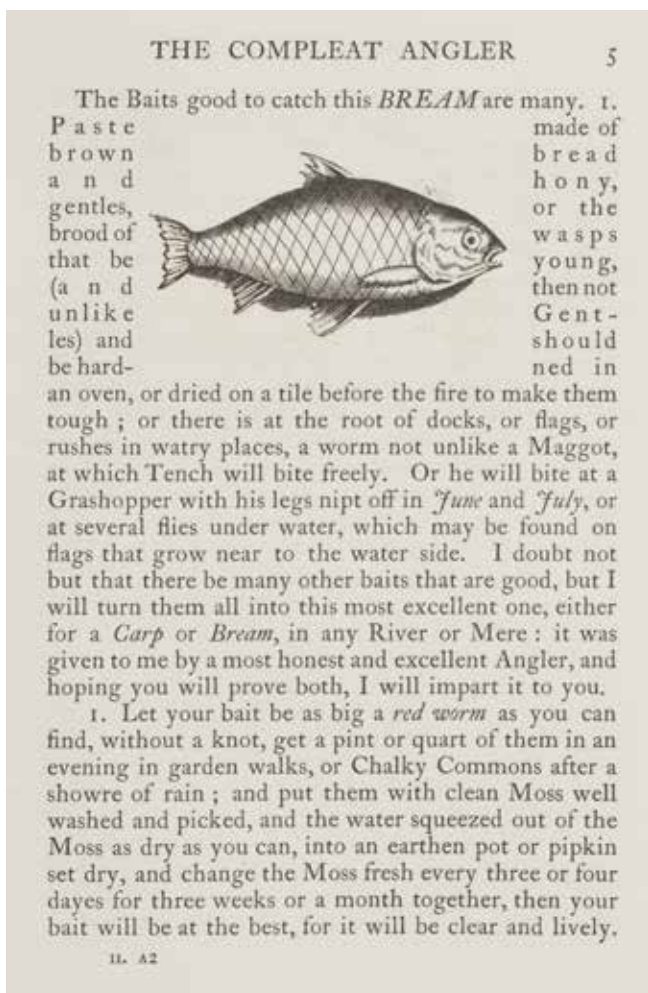 THE COMPLEAT ANGLER 5
The Baits good to catch this BREAM are many. 1.
Paste made of
brown bread
and hony,
gentles, or the
brood of wasps
that be young,
(and then not
unlike Gent-
les) and should
be hard- ned in
an oven, or dried on a tile before the fire to make them
tough ; or there is at the root of docks, or flags, or
rushes in watry places, a worm not unlike a Maggot,
at which Tench will bite freely. Or he will bite at a
Grashopper with his legs nipt off in June and July, or
at several flies under water, which may be found on
flags that grow near to the water side. I doubt not
but that there be many other baits that are good, but I
will turn them all into this most excellent one, either
for a Carp or Bream, in any River or Mere : it was
given to me by a most honest and excellent Angler, and
hoping you will prove both, I will impart it to you.
1. Let your bait be as big a red worm as you can
find, without a knot, get a pint or quart of them in an
evening in garden walks, or Chalky Commons after a
showre of rain ; and put them with clean Moss well
washed and picked, and the water squeezed out of the
Moss as dry as you can, into an earthen pot or pipkin
set dry, and change the Moss fresh every three or four
dayes for three weeks or a month together, then your
bait will be at the best, for it will be clear and lively.
II. A2